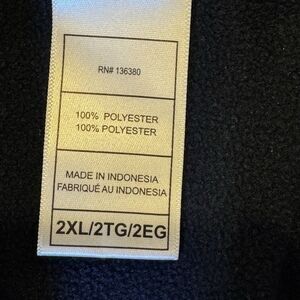 RN# 136380
100% POLYESTER
100% POLYESTER
MADE IN INDONESIA
FABRIQUÉ AU INDONESIA
2XL/2TG/2EG